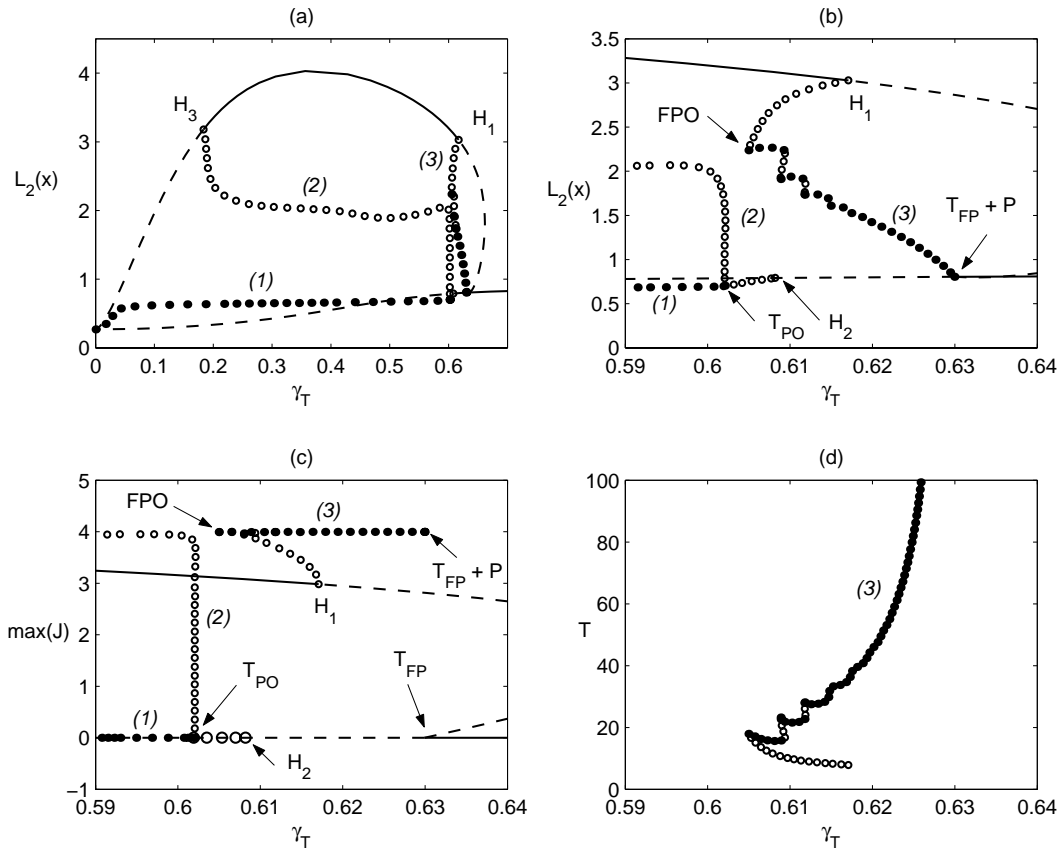 (a)
4
3
2
1
0
L2(x)
H3
H1
(3)
(2)
(1)
0 0.1 0.2 0.3 0.4 0.5 0.6
γT
(b)
3.5
3
2.5
2
1.5
1
0.5
0
L2(x)
H1
FPO
(2)
(3)
TFP + P
(1)
TPO
H2
0.59 0.6 0.61 0.62 0.63 0.64
γT
(c)
5
4
3
2
1
0
−1
max(J)
FPO
(3)
TFP + P
H1
(2)
TPO
TFP
(1)
H2
0.59 0.6 0.61 0.62 0.63 0.64
γT
(d)
100
80
60
40
20
0
T
(3)
0.59 0.6 0.61 0.62 0.63 0.64
γT